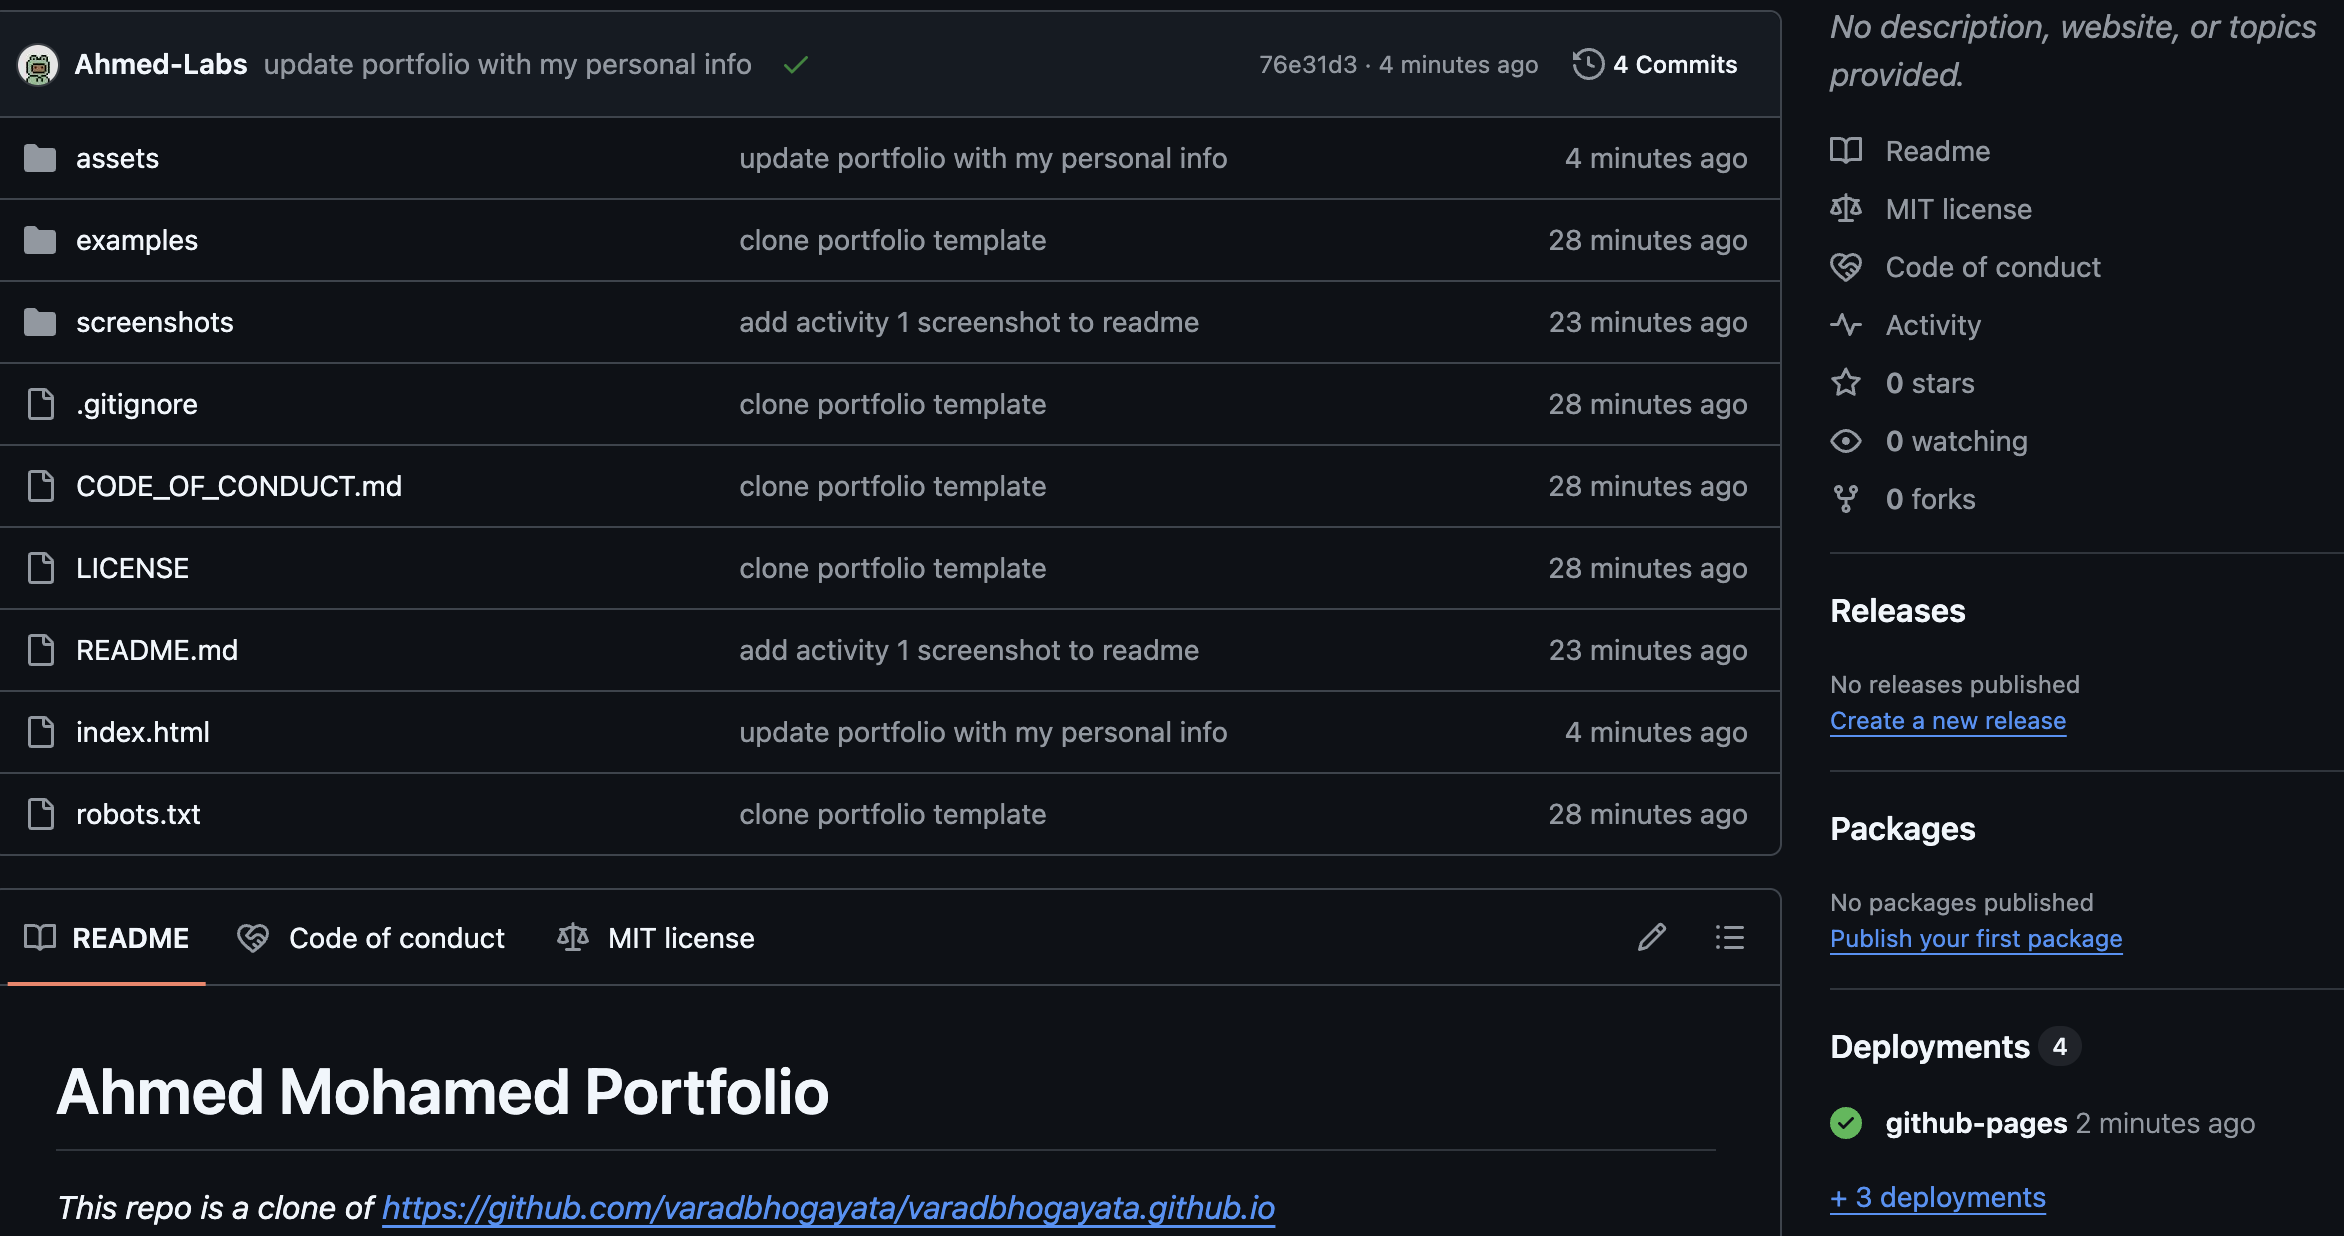 Ahmed-Labs update portfolio with my personal info 76e31d3 · 4 minutes ago 4 Commits
assets update portfolio with my personal info 4 minutes ago
examples clone portfolio template 28 minutes ago
screenshots add activity 1 screenshot to readme 23 minutes ago
.gitignore clone portfolio template 28 minutes ago
CODE_OF_CONDUCT.md clone portfolio template 28 minutes ago
LICENSE clone portfolio template 28 minutes ago
README.md add activity 1 screenshot to readme 23 minutes ago
index.html update portfolio with my personal info 4 minutes ago
robots.txt clone portfolio template 28 minutes ago
README Code of conduct MIT license
Ahmed Mohamed Portfolio
This repo is a clone of https://github.com/varadbhogayata/varadbhogayata.github.io
No description, website, or topics
provided.
Readme
MIT license
Code of conduct
Activity
0 stars
0 watching
0 forks
Releases
No releases published
Create a new release
Packages
No packages published
Publish your first package
Deployments 4
github-pages 2 minutes ago
+ 3 deployments